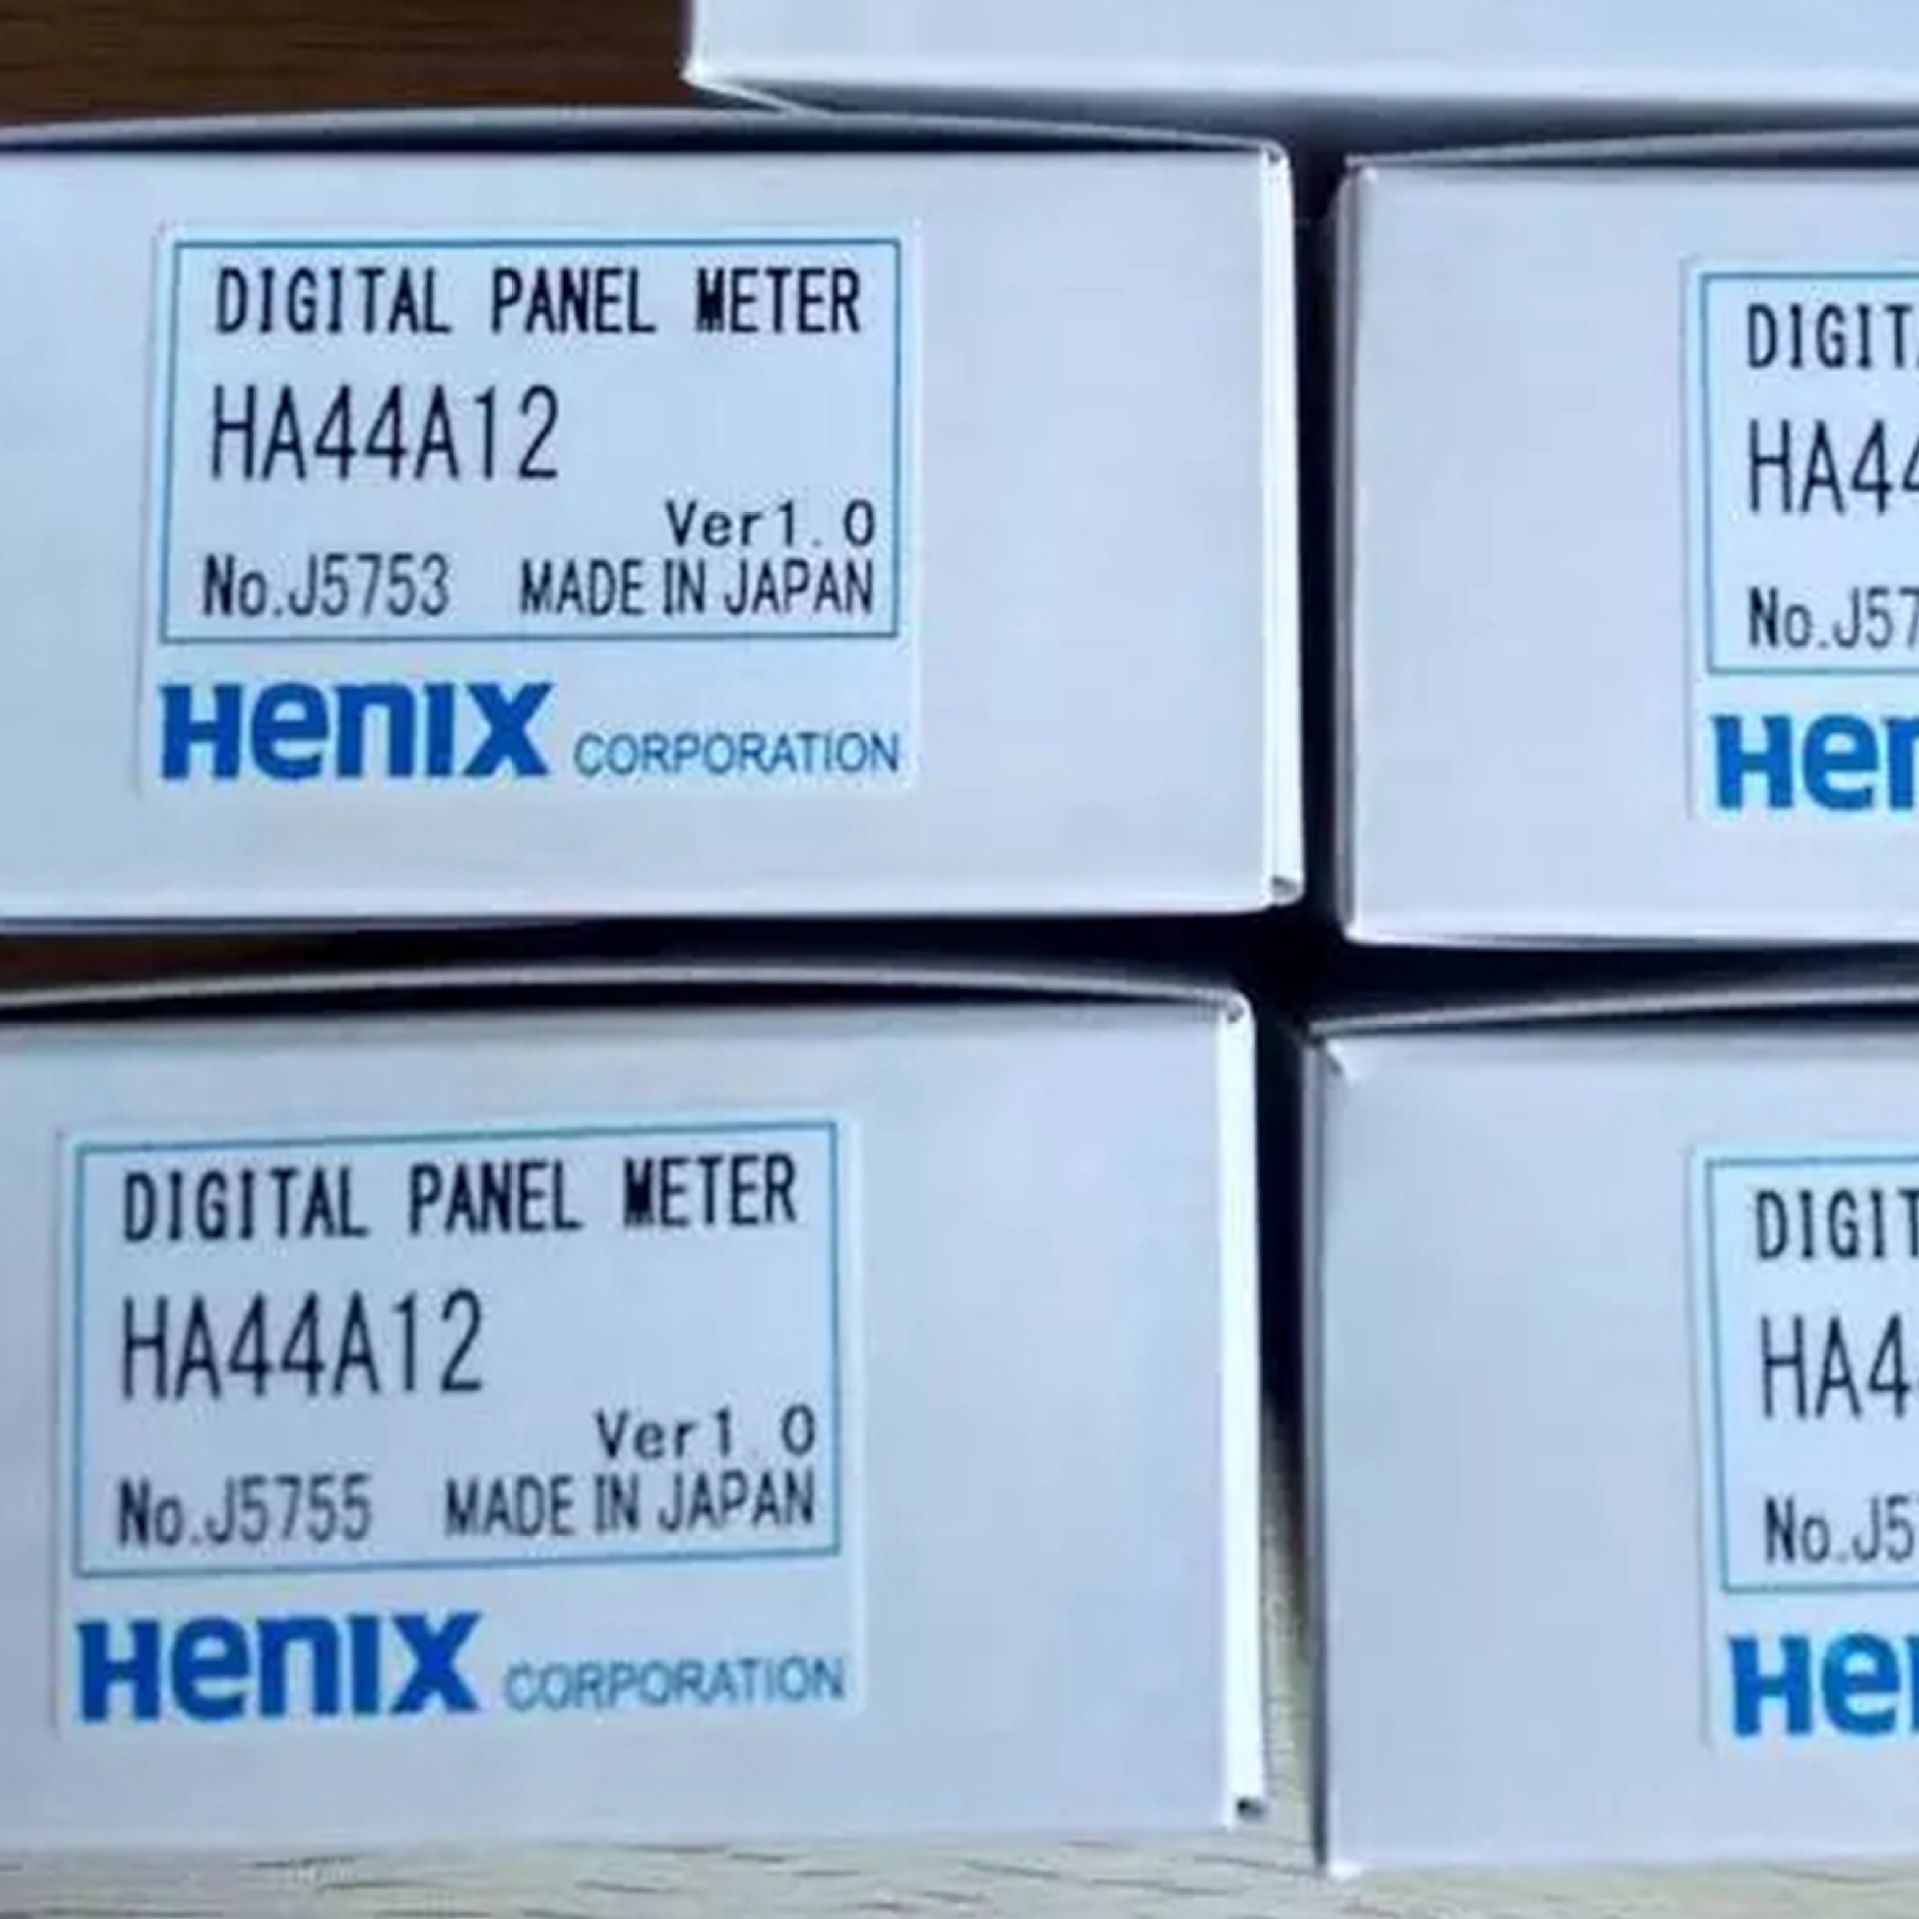 DIGITAL PANEL METER
HA44A12
Ver1.0
No.J5753 MADE IN JAPAN
Henix CORPORATION
DIGIT
HA44
No.J57
Hen
DIGITAL PANEL METER
HA44A12
Ver1.0
No.J5755 MADE IN JAPAN
Henix CORPORATION
DIGIT
HA4
No.J5
Hen